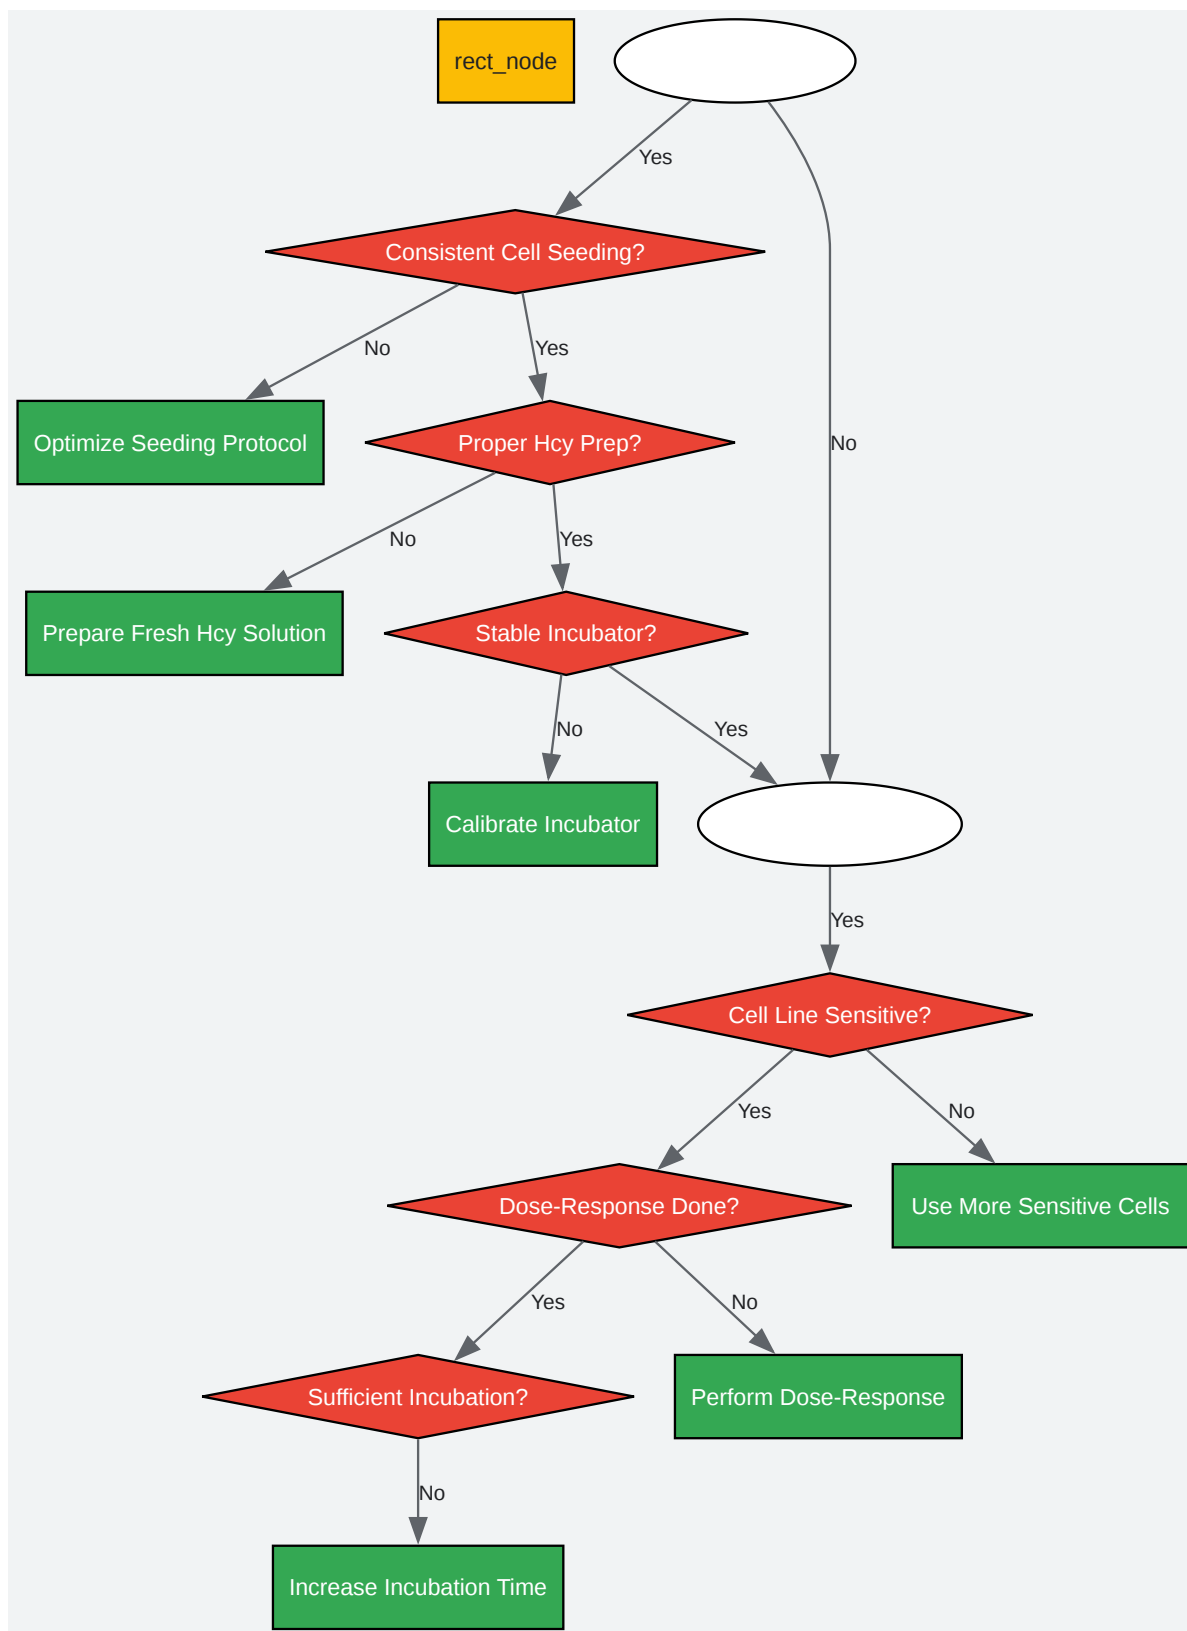 rect_node
Yes
Consistent Cell Seeding?
No
Yes
Optimize Seeding Protocol
Proper Hcy Prep?
No
No
Yes
Prepare Fresh Hcy Solution
Stable Incubator?
No
Yes
Calibrate Incubator
Yes
Cell Line Sensitive?
Yes
No
Dose-Response Done?
Use More Sensitive Cells
Yes
No
Sufficient Incubation?
Perform Dose-Response
No
Increase Incubation Time